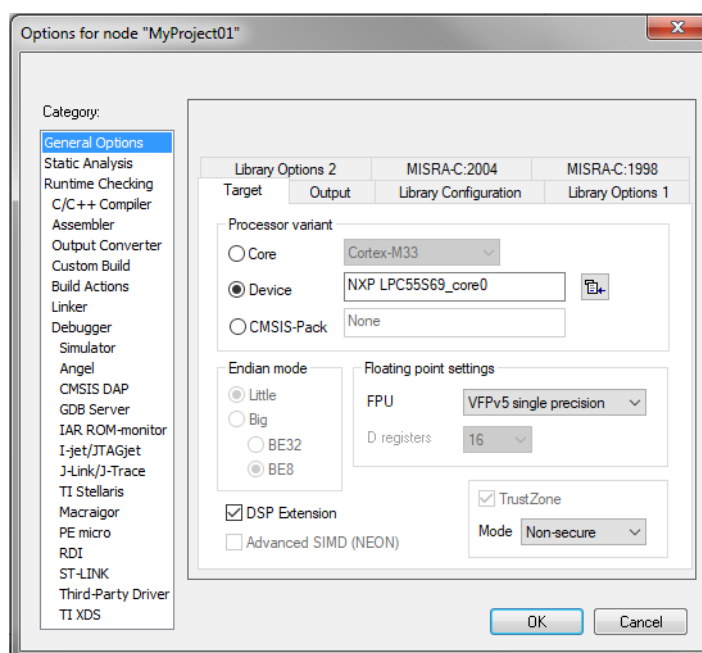 Options for node "MyProject01"
Category:
General Options
Static Analysis
Runtime Checking
C/C++ Compiler
Assembler
Output Converter
Custom Build
Build Actions
Linker
Debugger
Simulator
Angel
CMSIS DAP
GDB Server
IAR ROM-monitor
I-jet/JTAGjet
J-Link/J-Trace
TI Stellaris
Macraigor
PE micro
RDI
ST-LINK
Third-Party Driver
TI XDS
Library Options 2 MISRA-C:2004 MISRA-C:1998
Target Output Library Configuration Library Options 1
Processor variant
Core Cortex-M33
Device NXP LPC55S69_core0
CMSIS-Pack None
Endian mode
Little
Big
BE32
BE8
Floating point settings
FPU VFPv5 single precision
D registers 16
DSP Extension
Advanced SIMD (NEON)
TrustZone
Mode Non-secure
OK Cancel